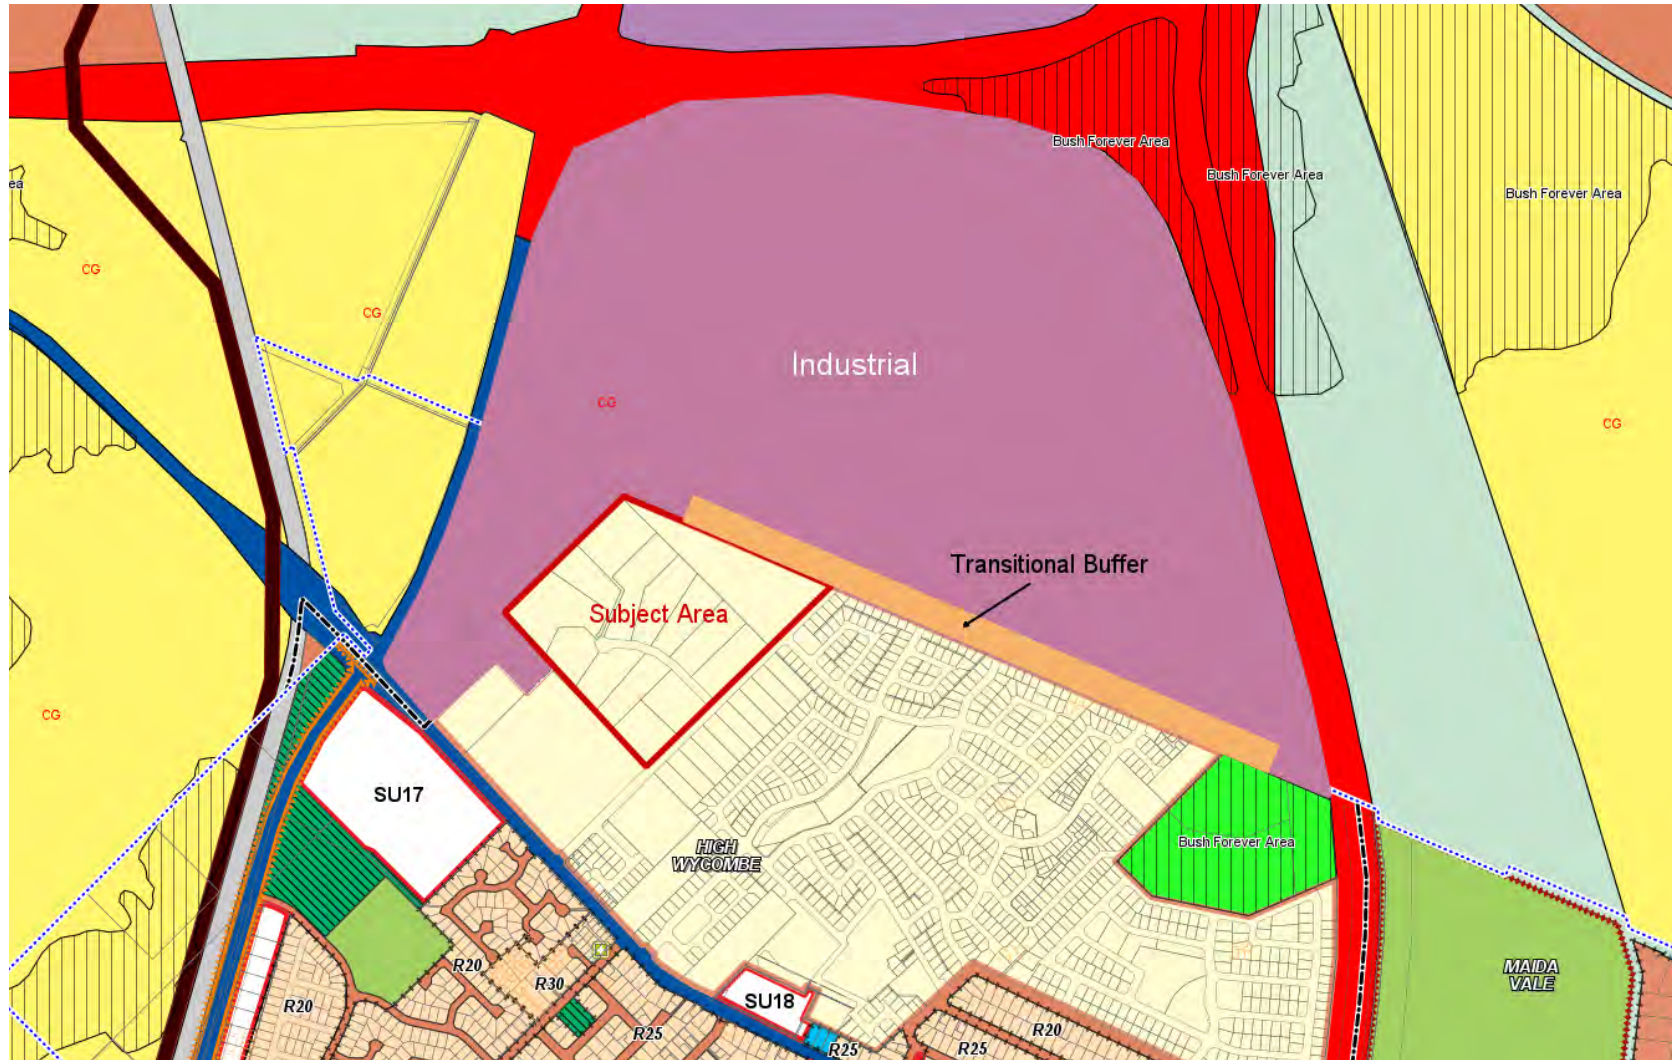 Bush Forever Area
Bush Forever Area
ea
Bush Forever Area
CG
CG
Industrial
CG
CG
Transitional Buffer
Subject Area
CG
SU17
Bush Forever Area
HIGH
WYCOMBE
R20
R30
MAIDA
VALE
R20
SU18
R25
R20
R25
R25